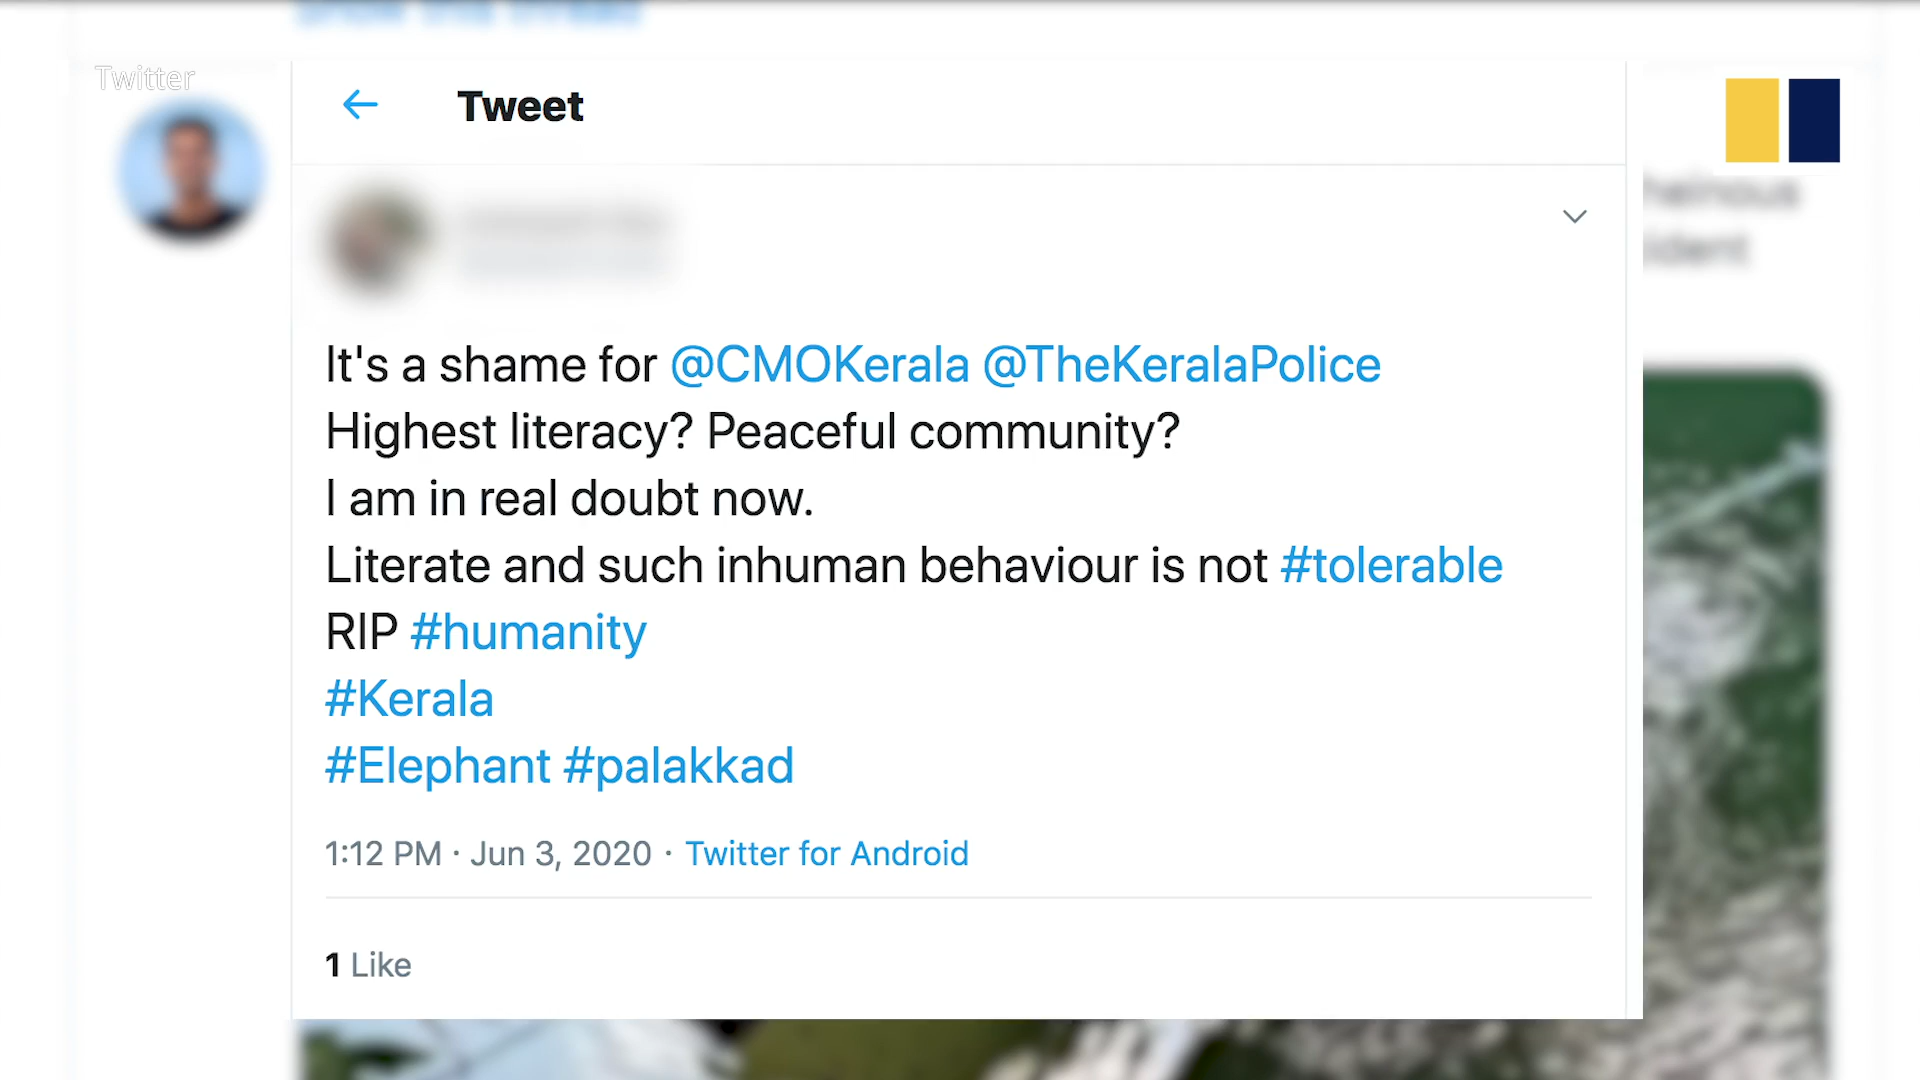 Twitter
Tweet
heinous
ident
It's a shame for @CMOKerala @TheKeralaPolice
Highest literacy? Peaceful community?
I am in real doubt now.
Literate and such inhuman behaviour is not #tolerable
RIP #humanity
#Kerala
#Elephant #palakkad
1:12 PM · Jun 3, 2020 · Twitter for Android
1 Like